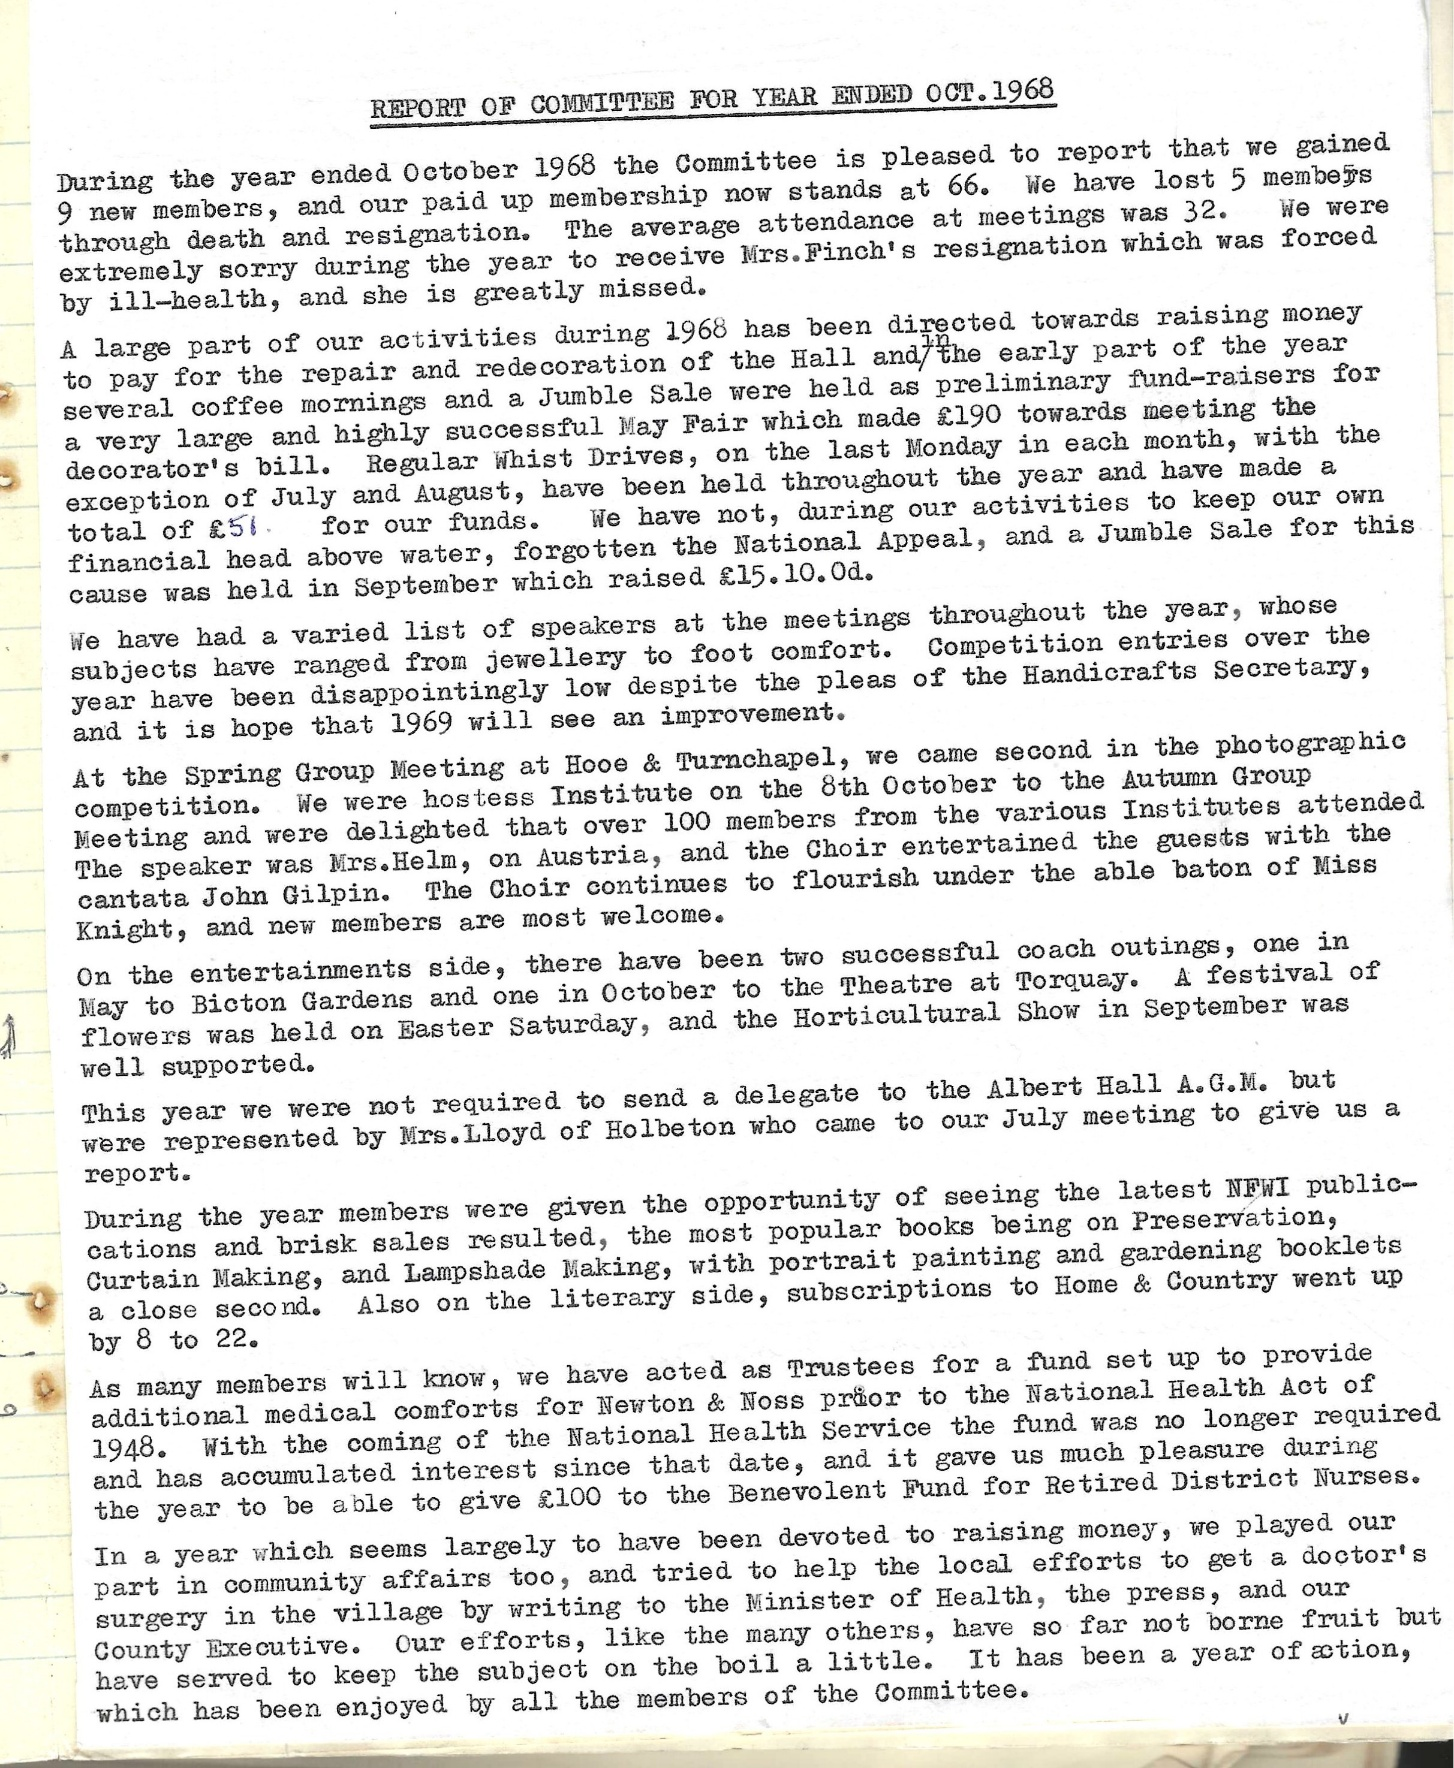 REPORT OF COMMITTEE FOR YEAR ENDED OCT.1968
During the year ended October 1968 the Committee is pleased to report that we gained
9 new members, and our paid up membership now stands at 66. We have lost 5 members
through death and resignation. The average attendance at meetings was 32. We were
extremely sorry during the year to receive Mrs.Finch's resignation which was forced
by ill-health, and she is greatly missed.
A large part of our activities during 1968 has been directed towards raising money
to pay for the repair and redecoration of the Hall and/in the early part of the year
several coffee mornings and a Jumble Sale were held as preliminary fund-raisers for
a very large and highly successful May Fair which made £190 towards meeting the
decorator's bill. Regular Whist Drives, on the last Monday in each month, with the
exception of July and August, have been held throughout the year and have made a
total of £51. for our funds. We have not, during our activities to keep our own
financial head above water, forgotten the National Appeal, and a Jumble Sale for this
cause was held in September which raised £15.10.0d.
We have had a varied list of speakers at the meetings throughout the year, whose
subjects have ranged from jewellery to foot comfort. Competition entries over the
year have been disappointingly low despite the pleas of the Handicrafts Secretary,
and it is hope that 1969 will see an improvement.
At the Spring Group Meeting at Hooe & Turnchapel, we came second in the photographic
competition. We were hostess Institute on the 8th October to the Autumn Group
Meeting and were delighted that over 100 members from the various Institutes attended
The speaker was Mrs.Helm, on Austria, and the Choir entertained the guests with the
cantata John Gilpin. The Choir continues to flourish under the able baton of Miss
Knight, and new members are most welcome.
On the entertainments side, there have been two successful coach outings, one in
May to Bicton Gardens and one in October to the Theatre at Torquay. A festival of
flowers was held on Easter Saturday, and the Horticultural Show in September was
well supported.
This year we were not required to send a delegate to the Albert Hall A.G.M. but
were represented by Mrs.Lloyd of Holbeton who came to our July meeting to give us a
report.
During the year members were given the opportunity of seeing the latest NFWI public-
cations and brisk sales resulted, the most popular books being on Preservation,
Curtain Making, and Lampshade Making, with portrait painting and gardening booklets
a close second. Also on the literary side, subscriptions to Home & Country went up
by 8 to 22.
As many members will know, we have acted as Trustees for a fund set up to provide
additional medical comforts for Newton & Noss prior to the National Health Act of
1948. With the coming of the National Health Service the fund was no longer required
and has accumulated interest since that date, and it gave us much pleasure during
the year to be able to give £100 to the Benevolent Fund for Retired District Nurses.
In a year which seems largely to have been devoted to raising money, we played our
part in community affairs too, and tried to help the local efforts to get a doctor's
surgery in the village by writing to the Minister of Health, the press, and our
County Executive. Our efforts, like the many others, have so far not borne fruit but
have served to keep the subject on the boil a little. It has been a year of action,
which has been enjoyed by all the members of the Committee.